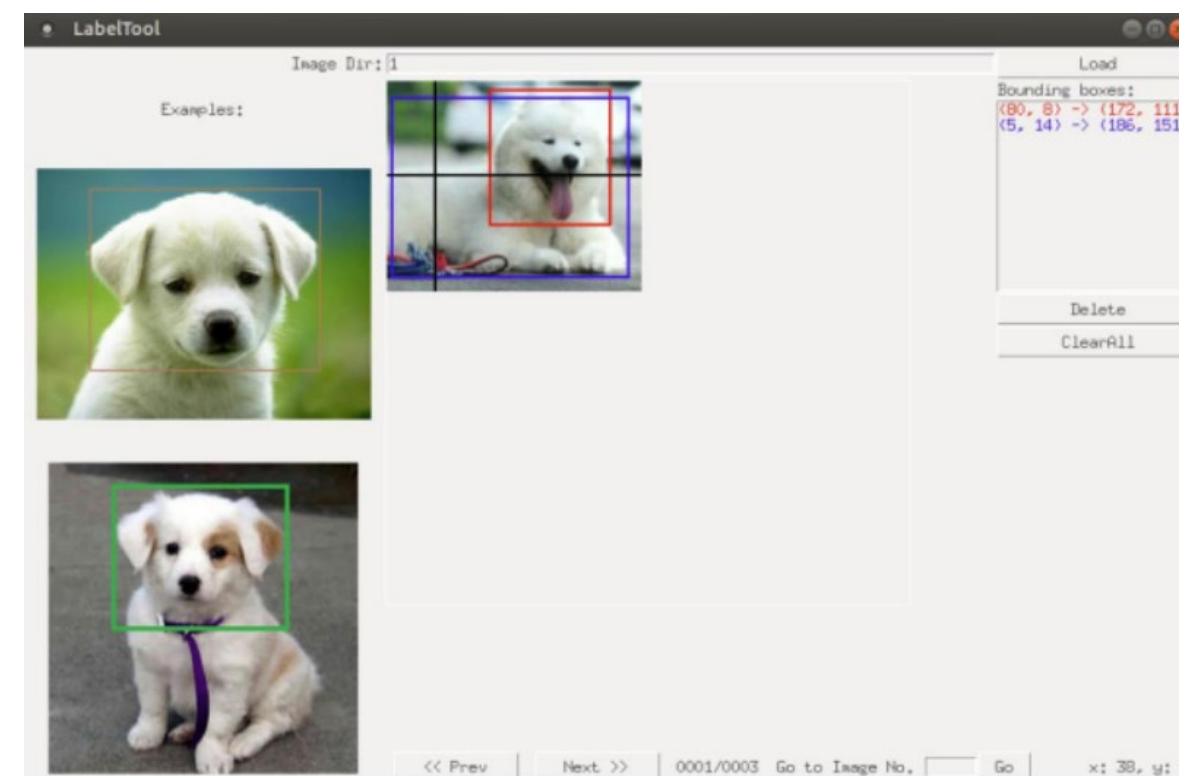 LabelTool
Image Dir: 1
Load
Examples:
Bounding boxes:
(80, 8) -> (172, 111
(5, 14) -> (186, 151
Delete
ClearAll
<< Prev
Next >>
0001/0003
Go to Image No.
Go
x: 38, y: